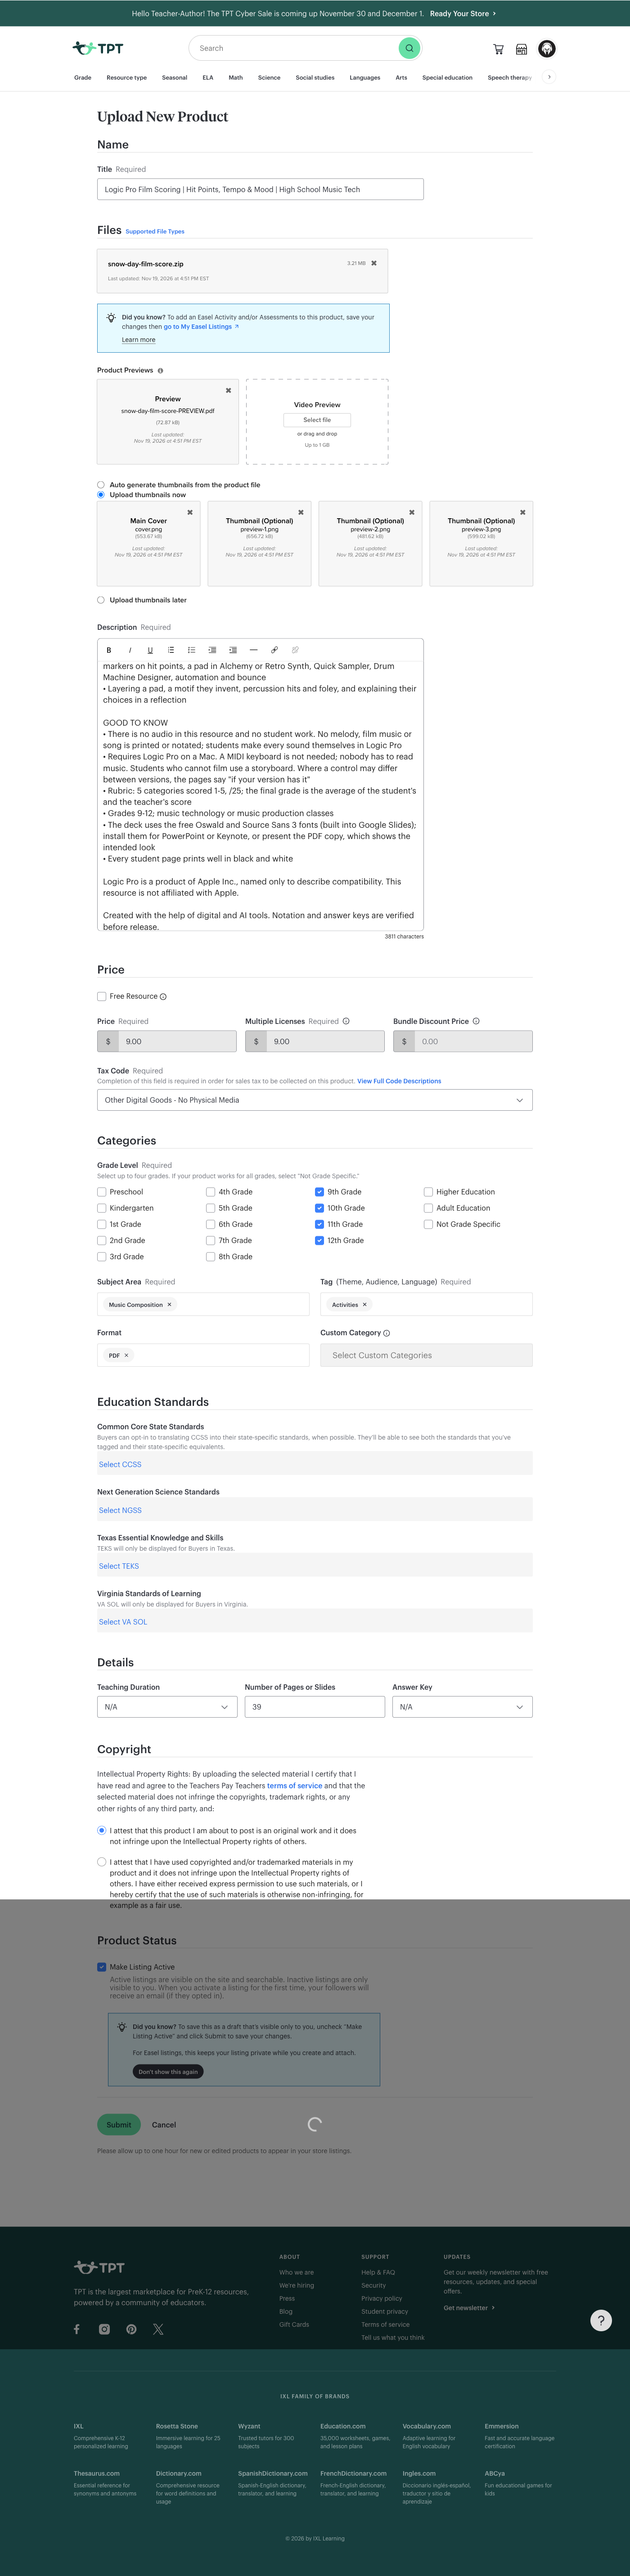 Hello Teacher-Author! The TPT Cyber Sale is coming up November 30 and December 1. Ready Your Store
TPT
Search
Grade Resource type Seasonal ELA Math Science Social studies Languages Arts Special education Speech therapy
Upload New Product
Name
Title Required
Logic Pro Film Scoring | Hit Points, Tempo & Mood | High School Music Tech
Files Supported File Types
snow-day-film-score.zip 3.21 MB
Last updated: Nov 19, 2026 at 4:51 PM EST
Did you know? To add an Easel Activity and/or Assessments to this product, save your
changes then go to My Easel Listings
Learn more
Product Previews
Preview
snow-day-film-score-PREVIEW.pdf
(72.87 kB)
Last updated:
Nov 19, 2026 at 4:51 PM EST
Video Preview
Select file
or drag and drop
Up to 1 GB
Auto generate thumbnails from the product file
Upload thumbnails now
Main Cover
cover.png
(553.67 kB)
Last updated:
Nov 19, 2026 at 4:51 PM EST
Thumbnail (Optional)
preview-1.png
(656.72 kB)
Last updated:
Nov 19, 2026 at 4:51 PM EST
Thumbnail (Optional)
preview-2.png
(481.62 kB)
Last updated:
Nov 19, 2026 at 4:51 PM EST
Thumbnail (Optional)
preview-3.png
(599.02 kB)
Last updated:
Nov 19, 2026 at 4:51 PM EST
Upload thumbnails later
Description Required
B I U
markers on hit points, a pad in Alchemy or Retro Synth, Quick Sampler, Drum
Machine Designer, automation and bounce
• Layering a pad, a motif they invent, percussion hits and foley, and explaining their
choices in a reflection
GOOD TO KNOW
• There is no audio in this resource and no student work. No melody, film music or
song is printed or notated; students make every sound themselves in Logic Pro
• Requires Logic Pro on a Mac. A MIDI keyboard is not needed; nobody has to read
music. Students who cannot film use a storyboard. Where a control may differ
between versions, the pages say "if your version has it"
• Rubric: 5 categories scored 1-5, /25; the final grade is the average of the student's
and the teacher's score
• Grades 9-12; music technology or music production classes
• The deck uses the free Oswald and Source Sans 3 fonts (built into Google Slides);
install them for PowerPoint or Keynote, or present the PDF copy, which shows the
intended look
• Every student page prints well in black and white
Logic Pro is a product of Apple Inc., named only to describe compatibility. This
resource is not affiliated with Apple.
Created with the help of digital and AI tools. Notation and answer keys are verified
before release.
3811 characters
Price
Free Resource
Price Required
$ 9.00
Multiple Licenses Required
$ 9.00
Bundle Discount Price
$ 0.00
Tax Code Required
Completion of this field is required in order for sales tax to be collected on this product. View Full Code Descriptions
Other Digital Goods - No Physical Media
Categories
Grade Level Required
Select up to four grades. If your product works for all grades, select "Not Grade Specific."
Preschool 4th Grade 9th Grade Higher Education
Kindergarten 5th Grade 10th Grade Adult Education
1st Grade 6th Grade 11th Grade Not Grade Specific
2nd Grade 7th Grade 12th Grade
3rd Grade 8th Grade
Subject Area Required
Music Composition
Tag (Theme, Audience, Language) Required
Activities
Format
PDF
Custom Category
Select Custom Categories
Education Standards
Common Core State Standards
Buyers can opt-in to translating CCSS into their state-specific standards, when possible. They'll be able to see both the standards that you've
tagged and their state-specific equivalents.
Select CCSS
Next Generation Science Standards
Select NGSS
Texas Essential Knowledge and Skills
TEKS will only be displayed for Buyers in Texas.
Select TEKS
Virginia Standards of Learning
VA SOL will only be displayed for Buyers in Virginia.
Select VA SOL
Details
Teaching Duration
N/A
Number of Pages or Slides
39
Answer Key
N/A
Copyright
Intellectual Property Rights: By uploading the selected material I certify that I
have read and agree to the Teachers Pay Teachers terms of service and that the
selected material does not infringe the copyrights, trademark rights, or any
other rights of any third party, and:
I attest that this product I am about to post is an original work and it does
not infringe upon the Intellectual Property rights of others.
I attest that I have used copyrighted and/or trademarked materials in my
product and it does not infringe upon the Intellectual Property rights of
others. I have either received express permission to use such materials, or I
hereby certify that the use of such materials is otherwise non-infringing, for
example as a fair use.
Product Status
Make Listing Active
Active listings are visible on the site and searchable. Inactive listings are only
visible to you. When you activate a listing for the first time, your followers will
receive an email (if they opted in).
Did you know? To save this as a draft that's visible only to you, uncheck "Make
Listing Active" and click Submit to save your changes.
For Easel listings, this keeps your listing private while you create and attach.
Don't show this again
Submit Cancel
Please allow up to one hour for new or edited products to appear in your store listings.
TPT
TPT is the largest marketplace for PreK-12 resources,
powered by a community of educators.
ABOUT
Who we are
We're hiring
Press
Blog
Gift Cards
SUPPORT
Help & FAQ
Security
Privacy policy
Student privacy
Terms of service
Tell us what you think
UPDATES
Get our weekly newsletter with free
resources, updates, and special
offers.
Get newsletter
?
IXL FAMILY OF BRANDS
IXL
Comprehensive K-12
personalized learning
Rosetta Stone
Immersive learning for 25
languages
Wyzant
Trusted tutors for 300
subjects
Education.com
35,000 worksheets, games,
and lesson plans
Vocabulary.com
Adaptive learning for
English vocabulary
Emmersion
Fast and accurate language
certification
Thesaurus.com
Essential reference for
synonyms and antonyms
Dictionary.com
Comprehensive resource
for word definitions and
usage
SpanishDictionary.com
Spanish-English dictionary,
translator, and learning
FrenchDictionary.com
French-English dictionary,
translator, and learning
Ingles.com
Diccionario inglés-español,
traductor y sitio de
aprendizaje
ABCya
Fun educational games for
kids
© 2026 by IXL Learning